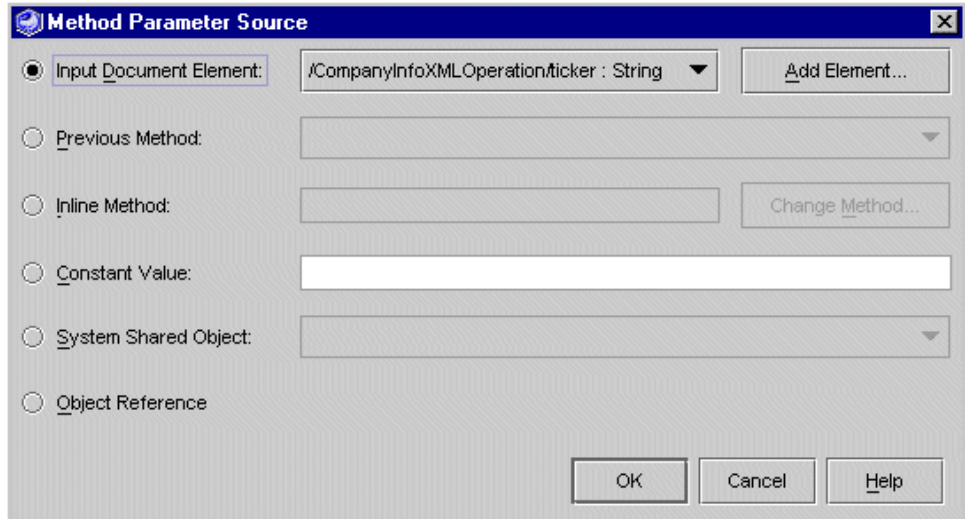 Method Parameter Source
Input Document Element: /CompanyInfoXMLOperation/ticker : String Add Element...
Previous Method:
Inline Method: Change Method...
Constant Value:
System Shared Object:
Object Reference
OK Cancel Help